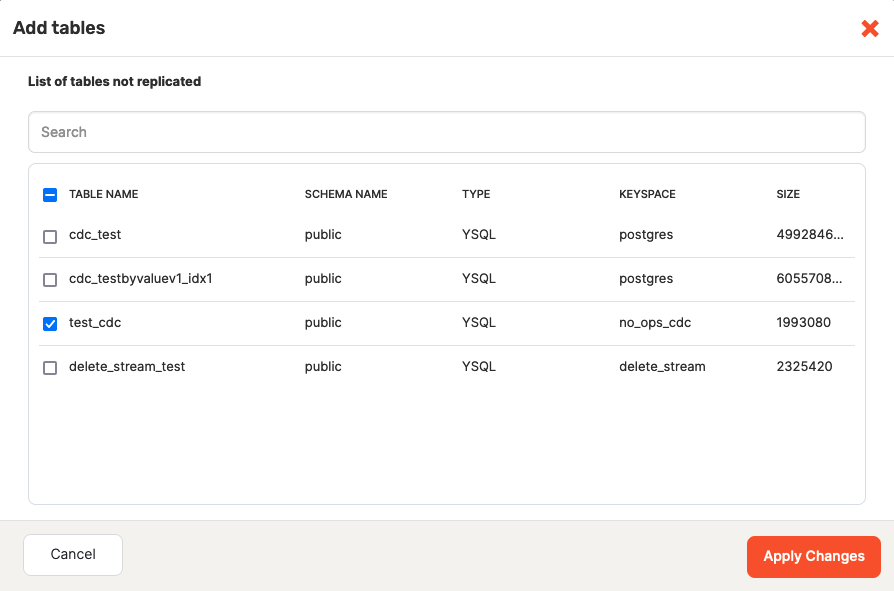 Add tables
List of tables not replicated
Search
TABLE NAME SCHEMA NAME TYPE KEYSPACE SIZE
cdc_test public YSQL postgres 4992846...
cdc_testbyvaluev1_idx1 public YSQL postgres 6055708...
test_cdc public YSQL no_ops_cdc 1993080
delete_stream_test public YSQL delete_stream 2325420
Cancel Apply Changes